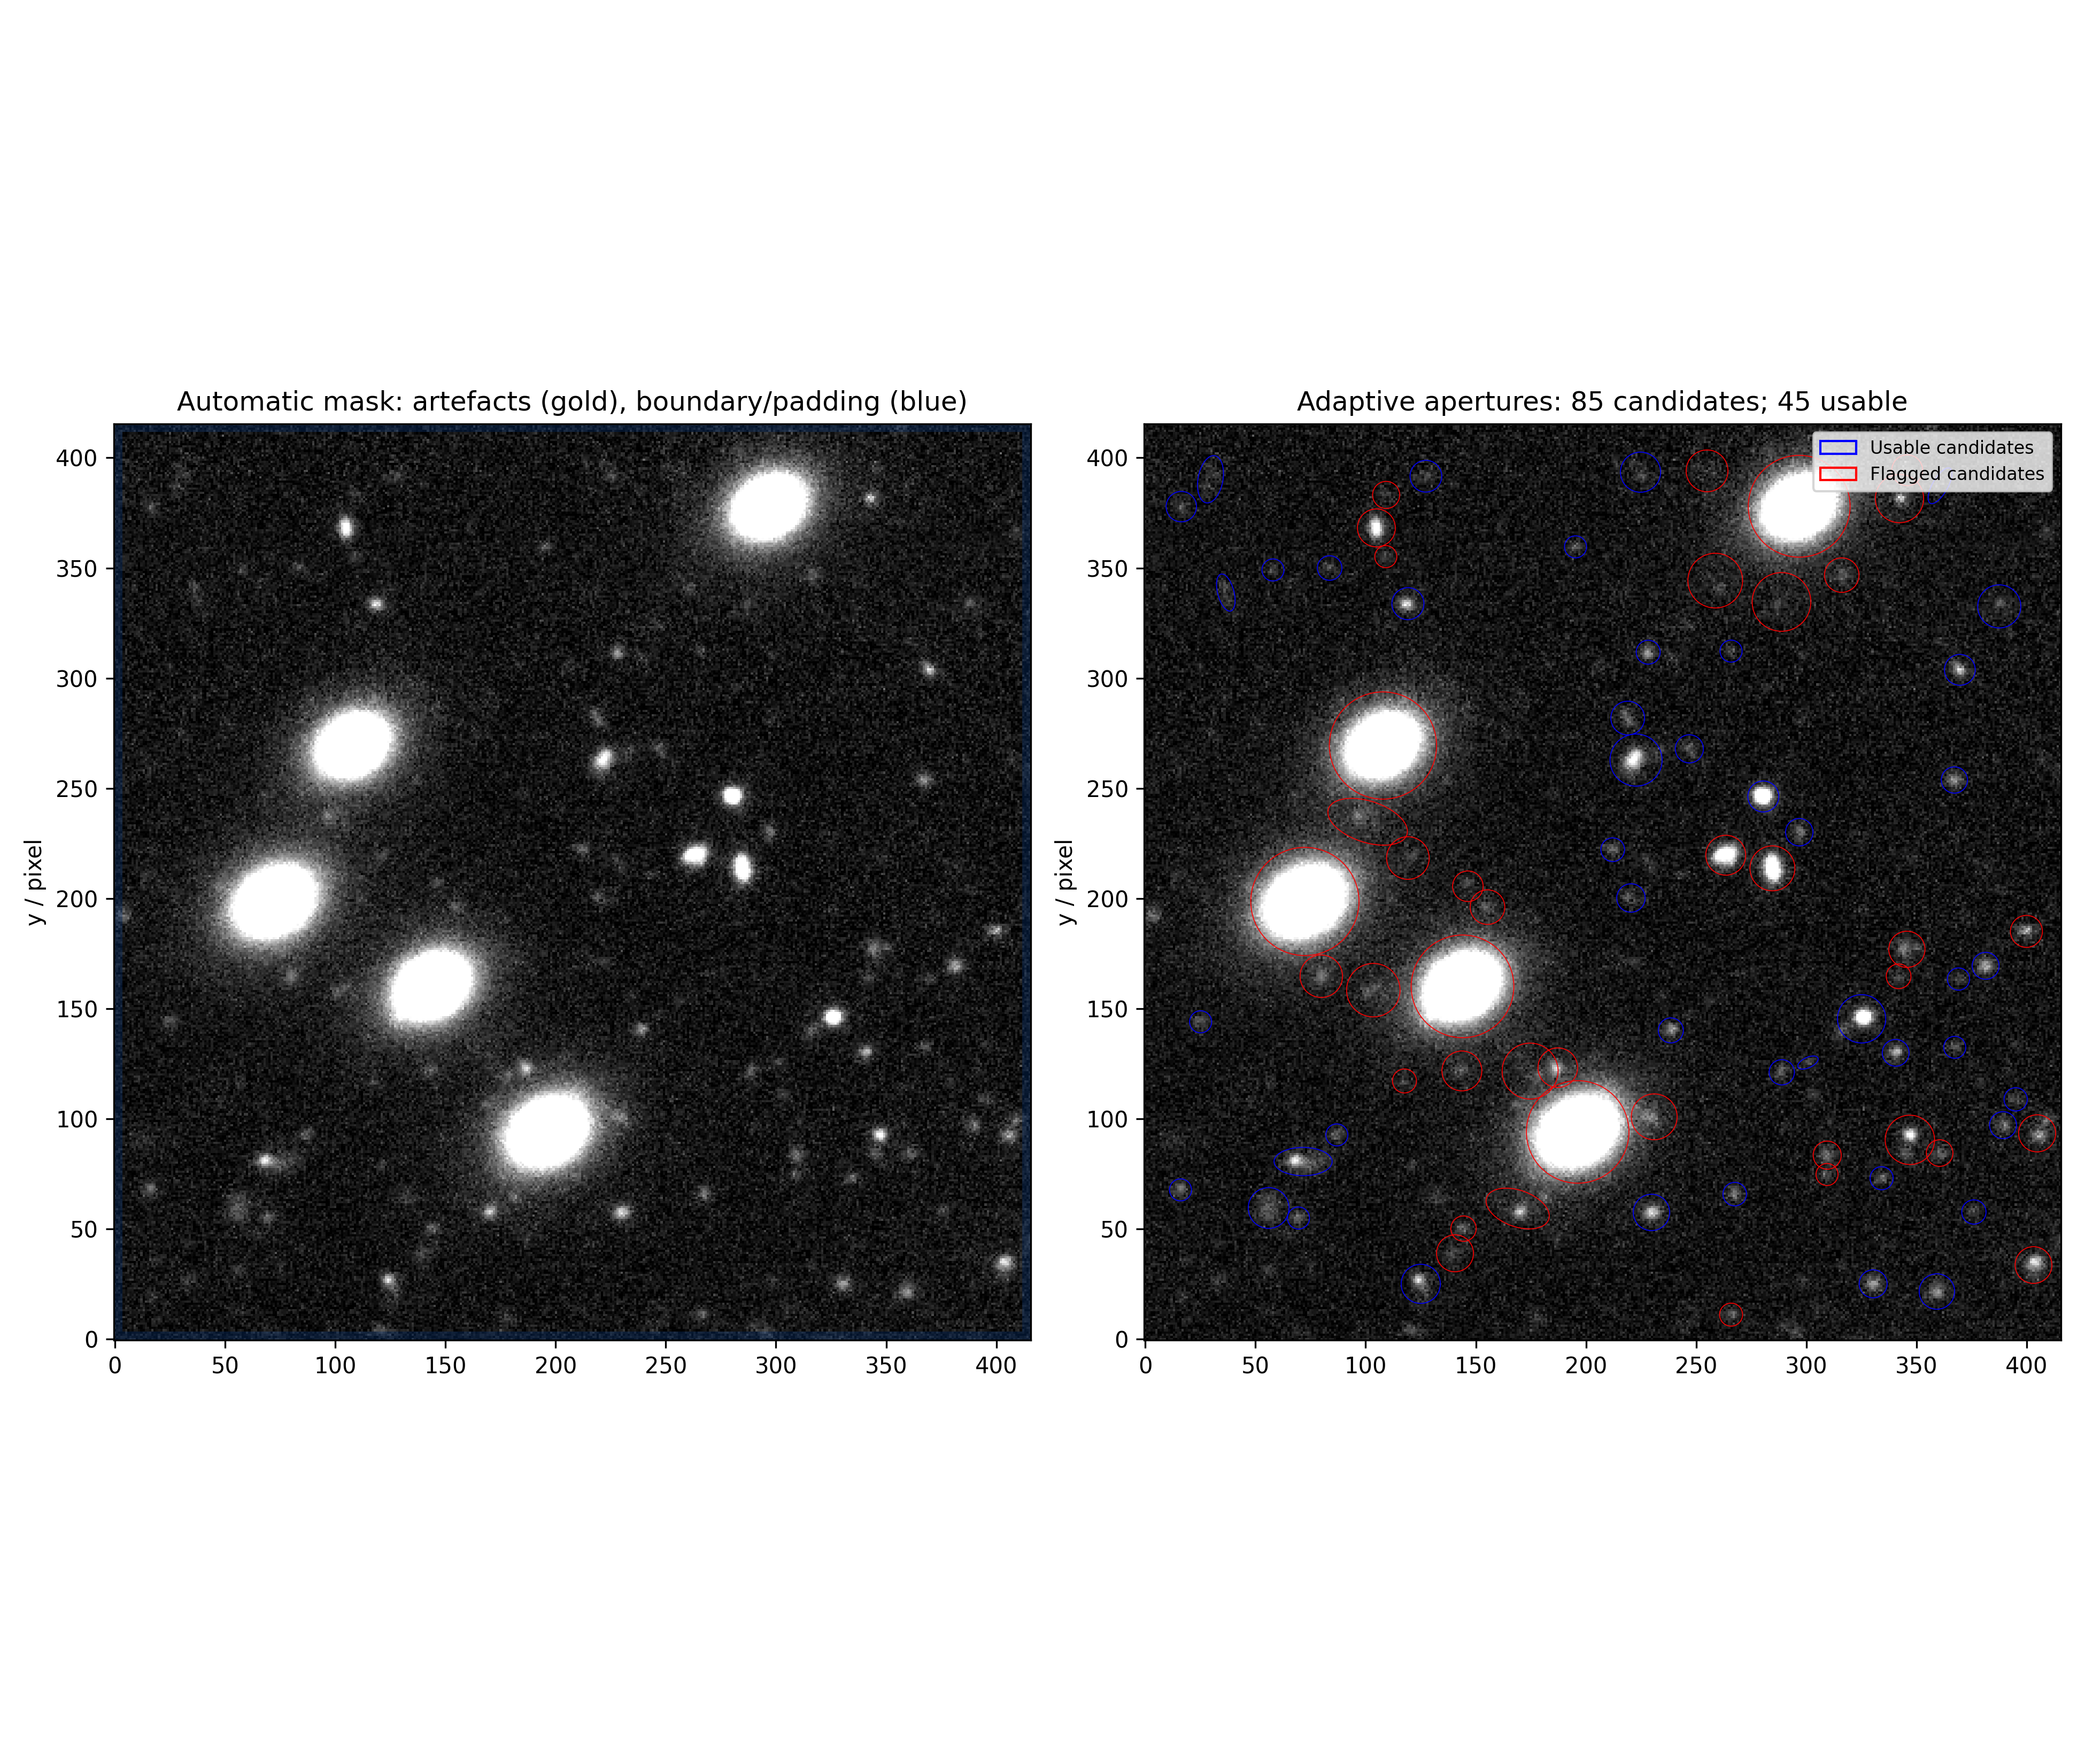 Automatic mask: artefacts (gold), boundary/padding (blue)
Adaptive apertures: 85 candidates; 45 usable
Usable candidates
Flagged candidates
y / pixel
400
350
300
250
200
150
100
50
0
0 50 100 150 200 250 300 350 400
y / pixel
400
350
300
250
200
150
100
50
0
0 50 100 150 200 250 300 350 400